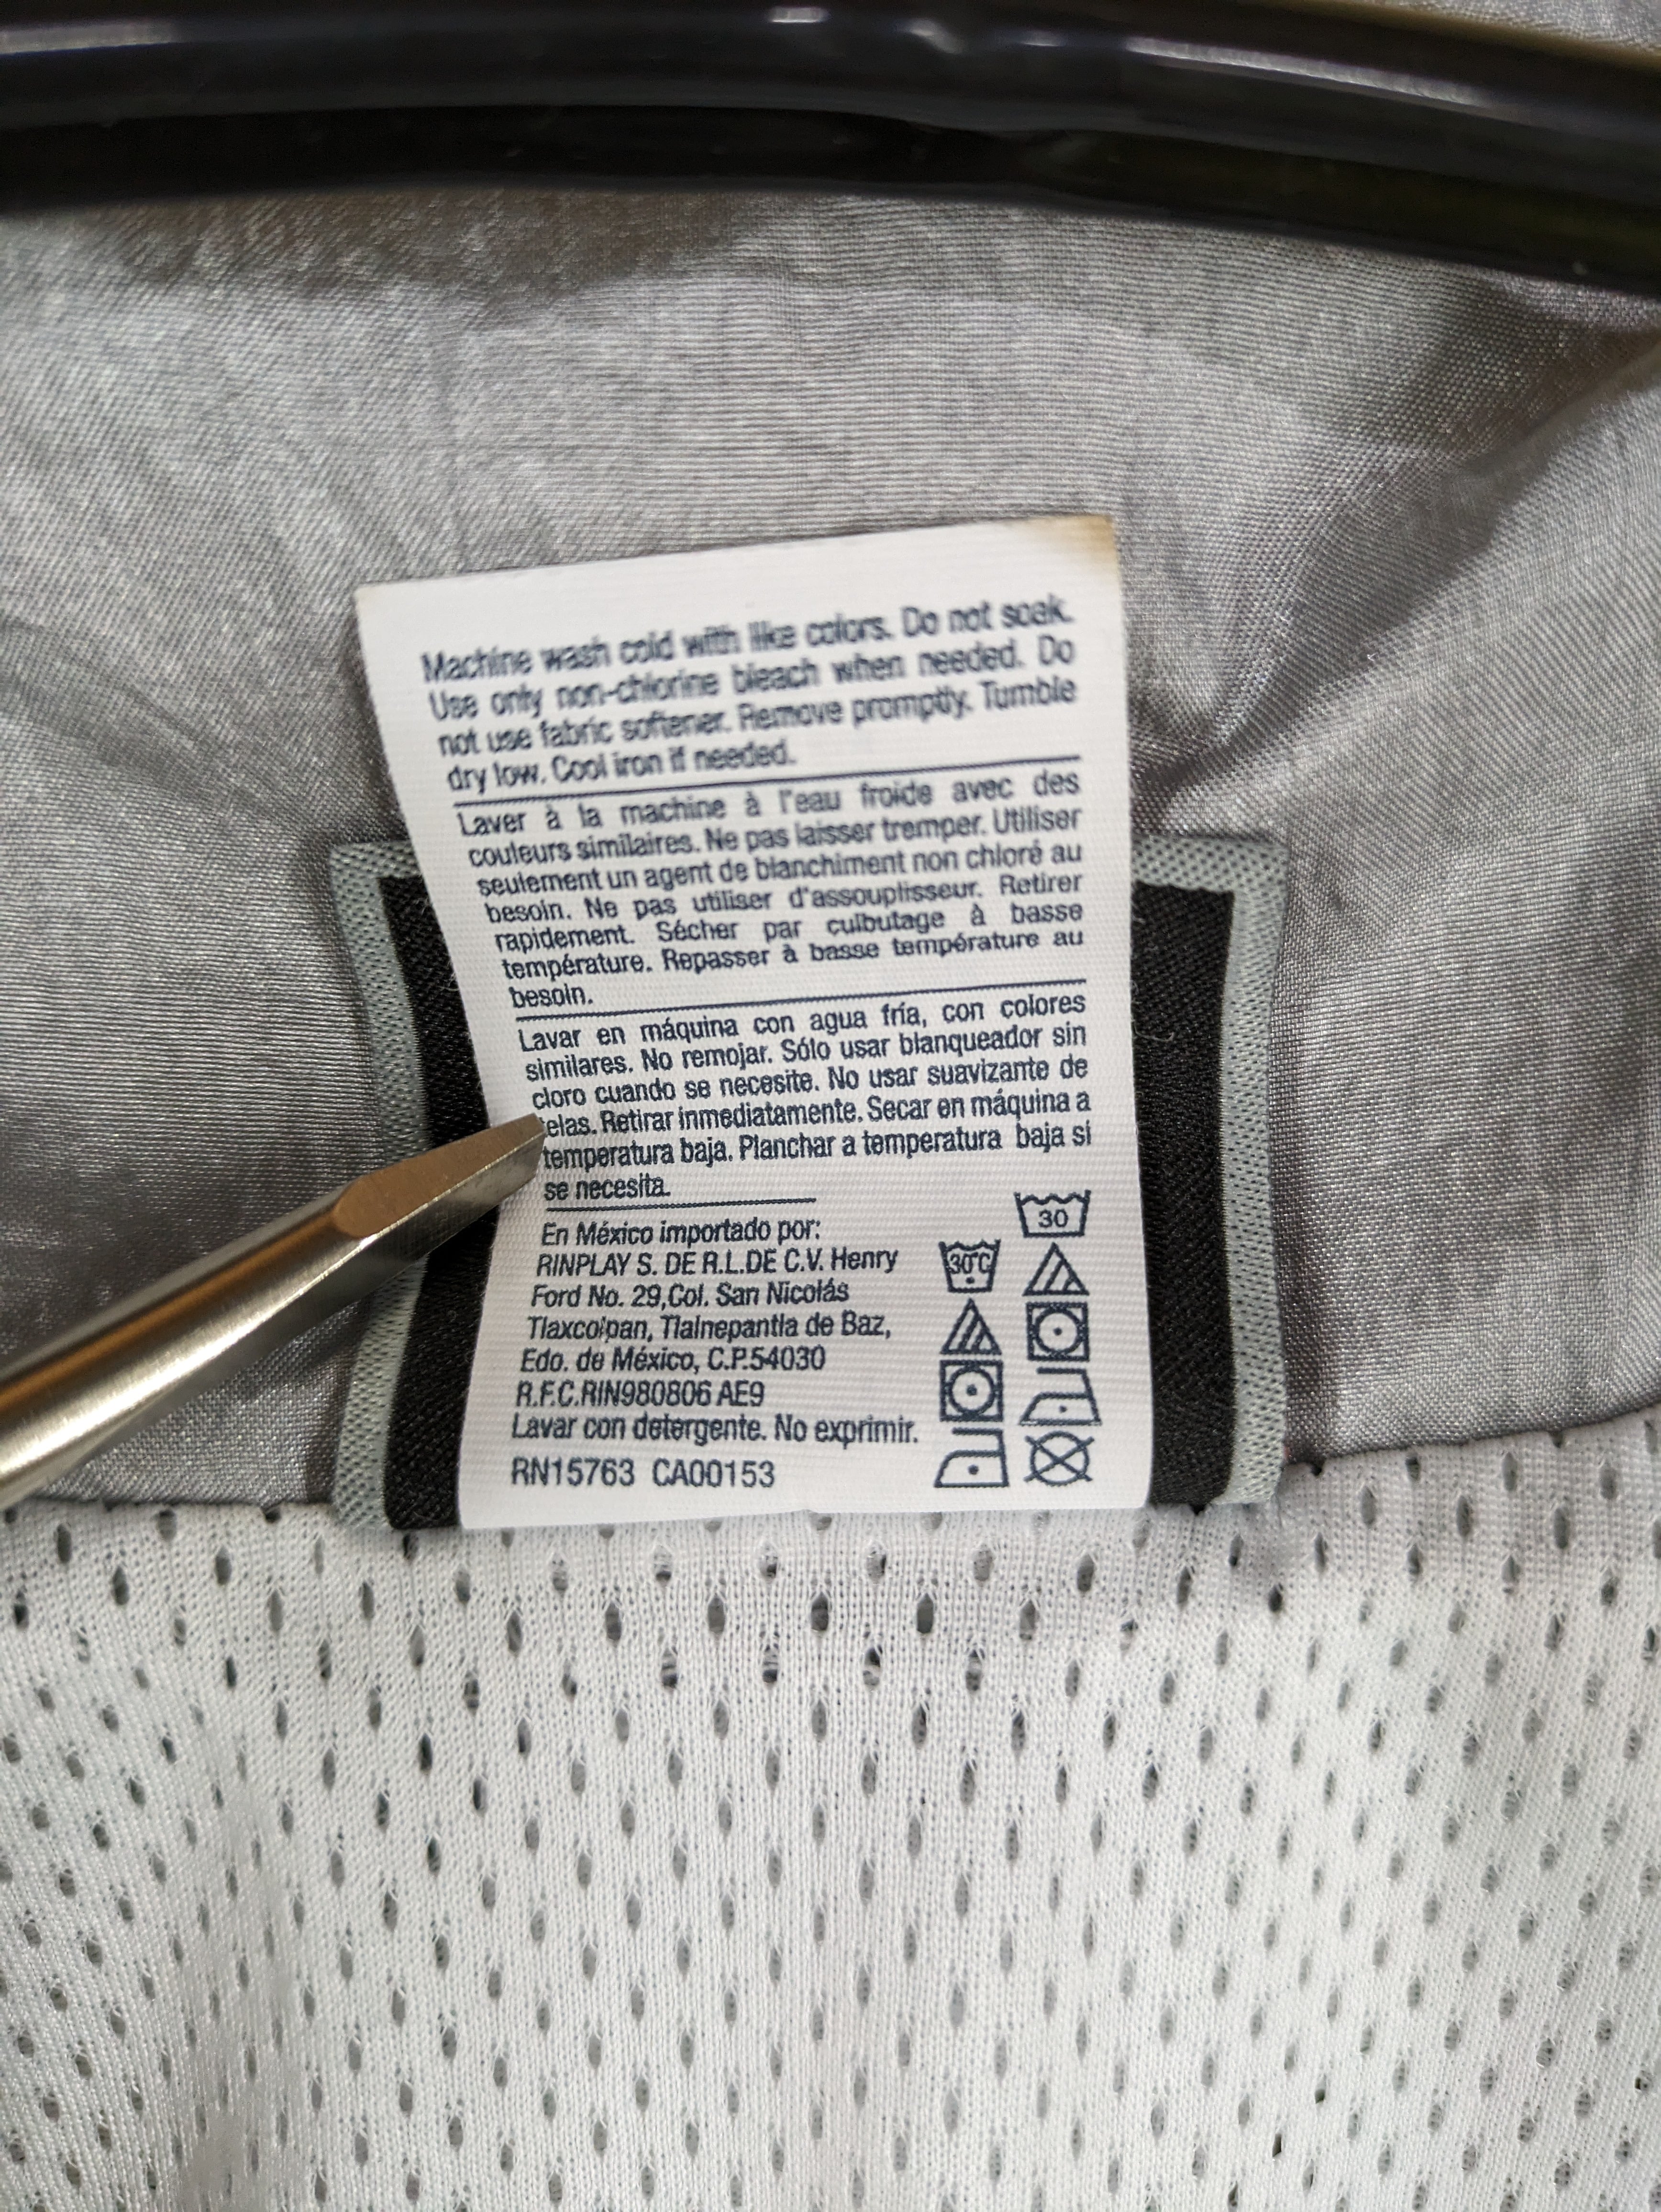 Machine wash cold with like colors. Do not soak.
Use only non-chlorine bleach when needed. Do
not use fabric softener. Remove promptly. Tumble
dry low. Cool iron if needed.
Laver à la machine à l'eau froide avec des
couleurs similaires. Ne pas laisser tremper. Utiliser
seulement un agent de blanchiment non chloré au
besoin. Ne pas utiliser d'assouplisseur. Retirer
rapidement. Sécher par culbutage à basse
température. Repasser à basse température au
besoin.
Lavar en máquina con agua fría, con colores
similares. No remojar. Sólo usar blanqueador sin
cloro cuando se necesite. No usar suavizante de
telas. Retirar inmediatamente. Secar en máquina a
temperatura baja. Planchar a temperatura baja si
se necesita.
En México importado por:
RINPLAY S. DE R.L.DE C.V. Henry
Ford No. 29,Col. San Nicolás
Tlaxcolpan, Tlalnepantla de Baz,
Edo. de México, C.P.54030
R.F.C.RIN980806 AE9
Lavar con detergente. No exprimir.
RN15763 CA00153
30
30°C